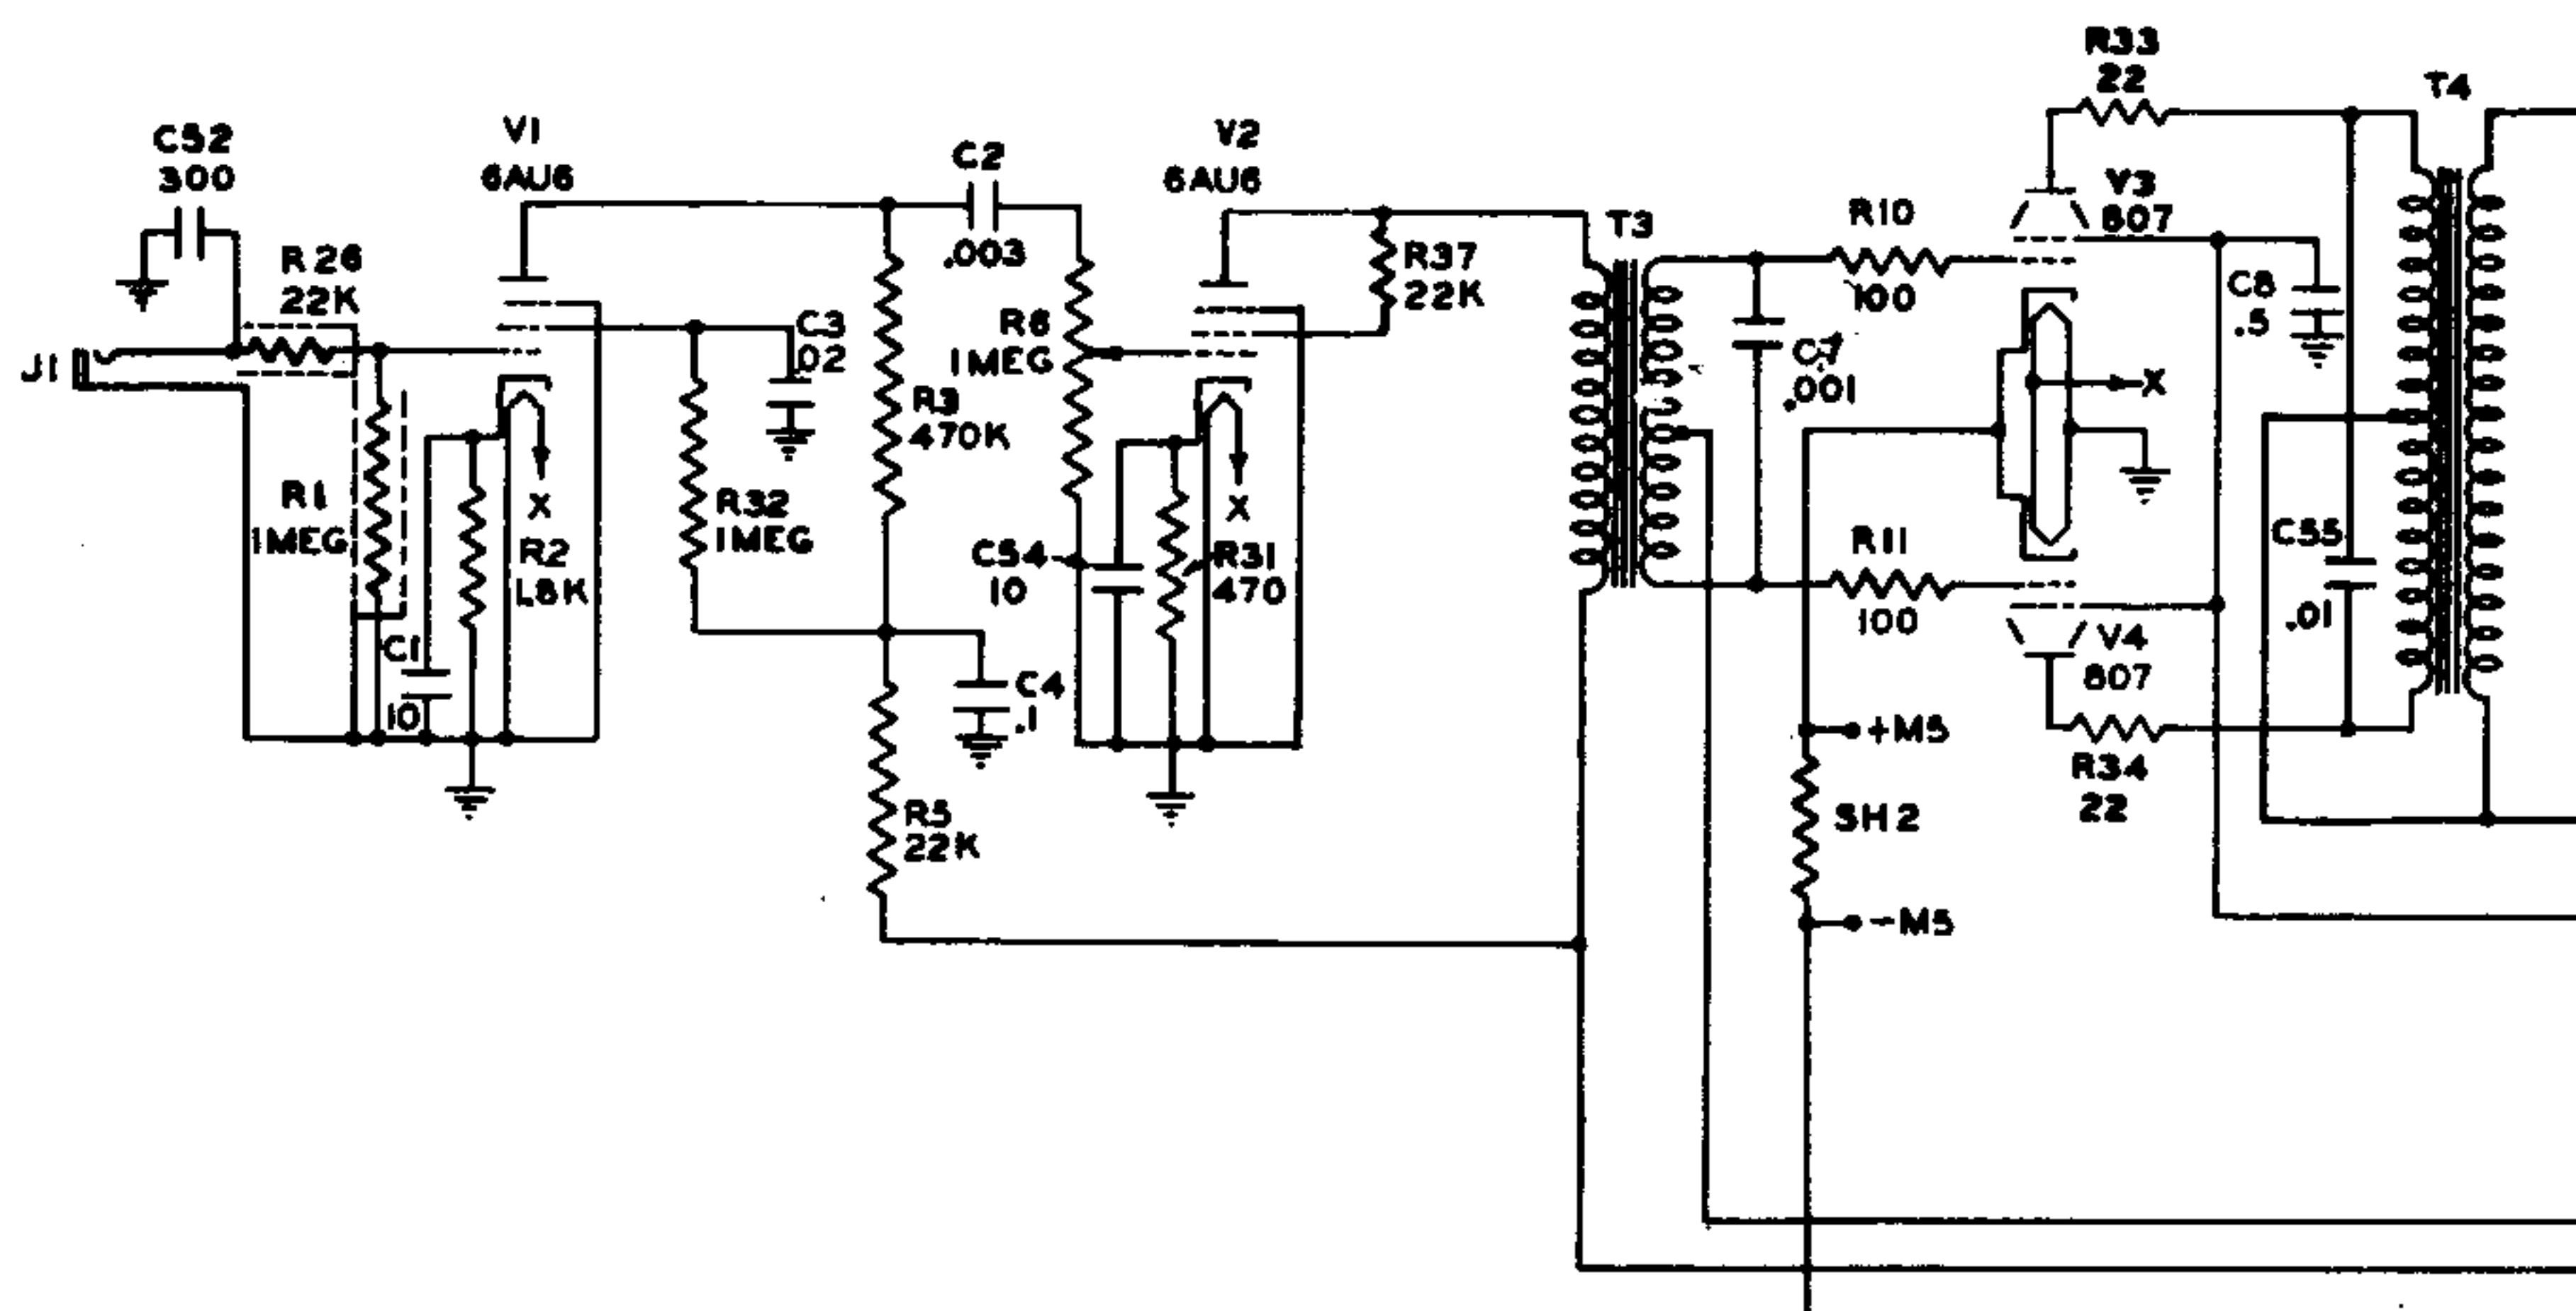 C52
300
R26
22K
J1
R1
1MEG
C1
10
V1
6AU6
X
R2
1.8K
R32
1MEG
C3
.02
C2
.003
R3
470K
C4
.1
R5
22K
R6
1MEG
C54
10
V2
6AU6
X
R31
470
R37
22K
T3
C7
.001
R10
100
R11
100
+M5
SH2
-M5
R33
22
V3
807
X
V4
807
R34
22
C8
.5
C55
.01
T4